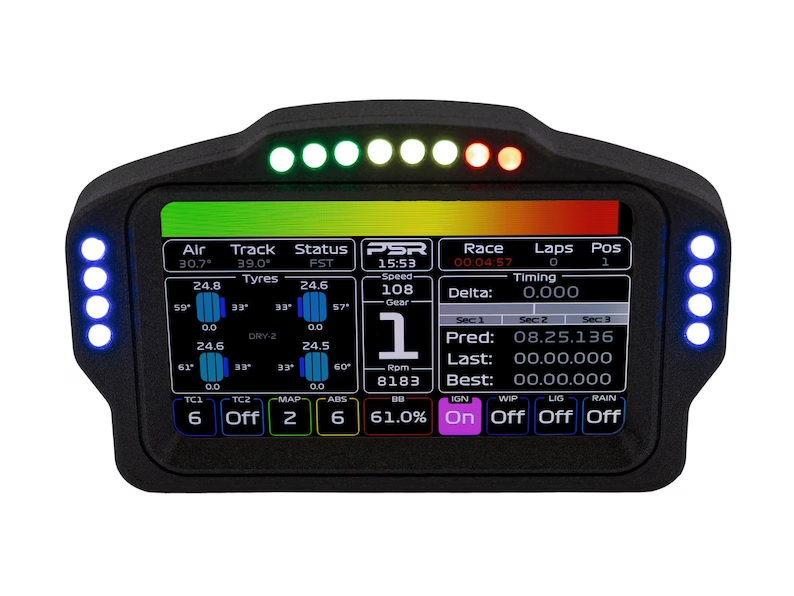 Air Track Status
30.7° 39.0° FST
PSR
15:53
Race Laps Pos
00:04:57 0 1
Tyres
24.8 24.6
59° 33° 33° 57°
0.0 0.0
DRY-2
24.6 24.5
61° 33° 33° 60°
0.0 0.0
Speed
108
Gear
1
Rpm
8183
Timing
Delta: 0.000
Sec: 1 Sec: 2 Sec: 3
Pred: 08.25.136
Last: 00.00.000
Best: 00.00.000
TC1 TC2 MAP ABS BB IGN WIP LIG RAIN
6 Off 2 6 61.0% On Off Off Off